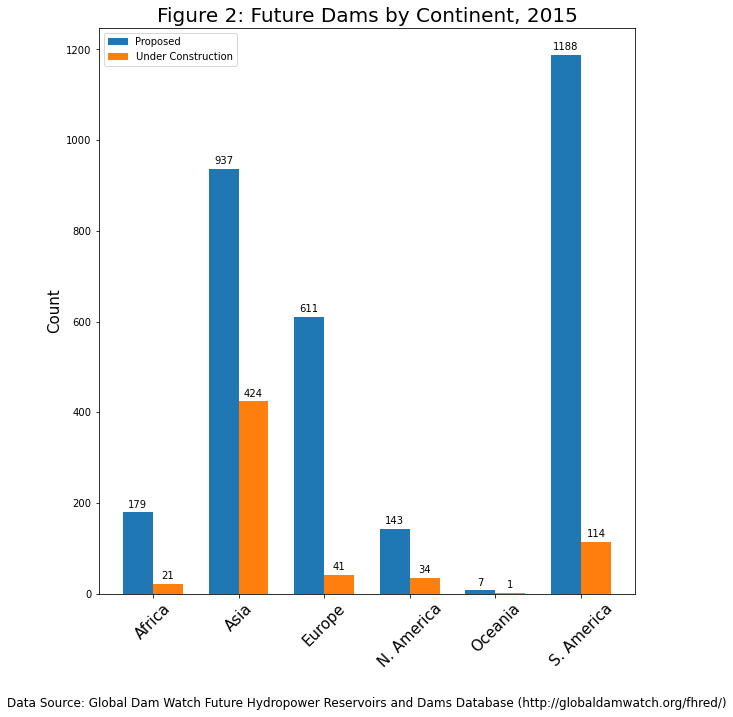 Figure 2: Future Dams by Continent, 2015
Proposed
Under Construction
1200
1000
800
600
400
200
0
Count
179
21
937
424
611
41
143
34
7
1
1188
114
Africa
Asia
Europe
N. America
Oceania
S. America
Data Source: Global Dam Watch Future Hydropower Reservoirs and Dams Database (http://globaldamwatch.org/fhred/)